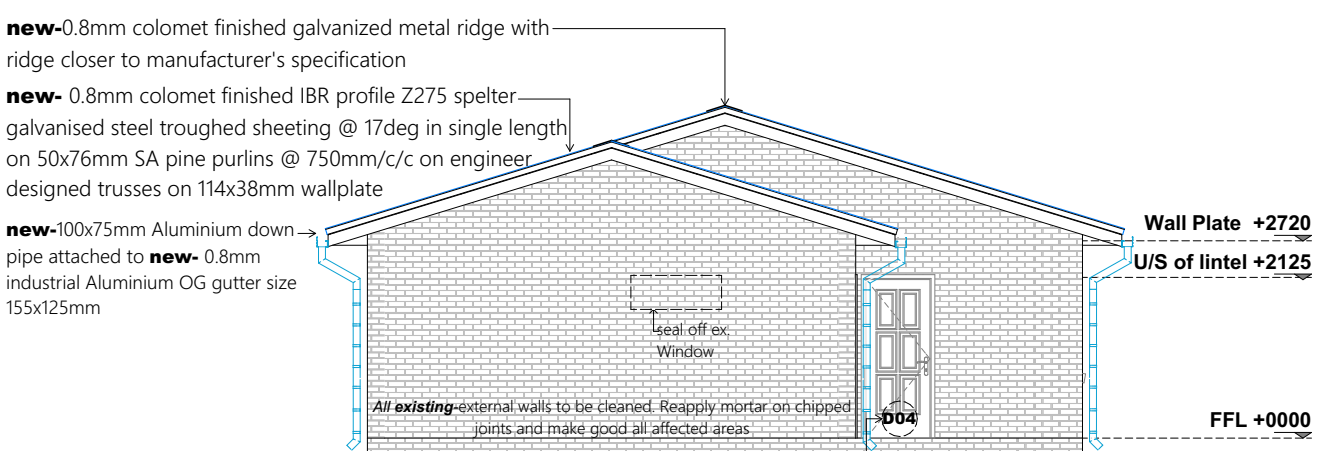 new-0.8mm colomet finished galvanized metal ridge with
ridge closer to manufacturer's specification
new- 0.8mm colomet finished IBR profile Z275 spelter
galvanised steel troughed sheeting @ 17deg in single length
on 50x76mm SA pine purlins @ 750mm/c/c on engineer
designed trusses on 114x38mm wallplate
new-100x75mm Aluminium down
pipe attached to new- 0.8mm
industrial Aluminium OG gutter size
155x125mm
Wall Plate +2720
U/S of lintel +2125
seal off ex.
Window
All existing-external walls to be cleaned. Reapply mortar on chipped
joints and make good all affected areas
D04
FFL +0000